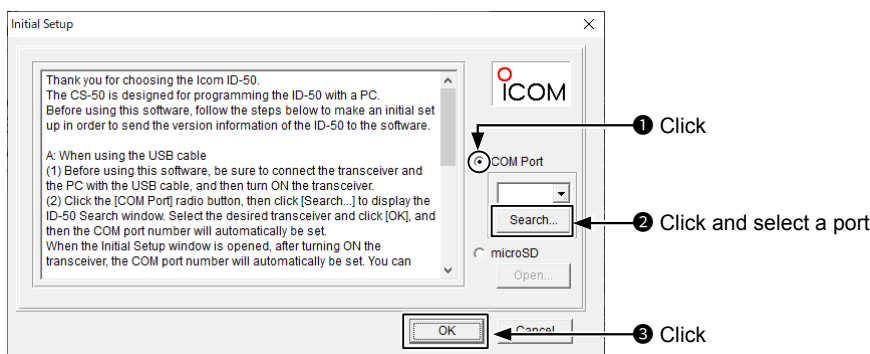 Initial Setup
Thank you for choosing the Icom ID-50.
The CS-50 is designed for programming the ID-50 with a PC.
Before using this software, follow the steps below to make an initial set
up in order to send the version information of the ID-50 to the software.
A: When using the USB cable
(1) Before using this software, be sure to connect the transceiver and
the PC with the USB cable, and then turn ON the transceiver.
(2) Click the [COM Port] radio button, then click [Search...] to display the
ID-50 Search window. Select the desired transceiver and click [OK], and
then the COM port number will automatically be set.
When the Initial Setup window is opened, after turning ON the
transceiver, the COM port number will automatically be set. You can
ICOM
❶ Click
COM Port
Search...
❷ Click and select a port
microSD
Open...
OK
Cancel
❸ Click